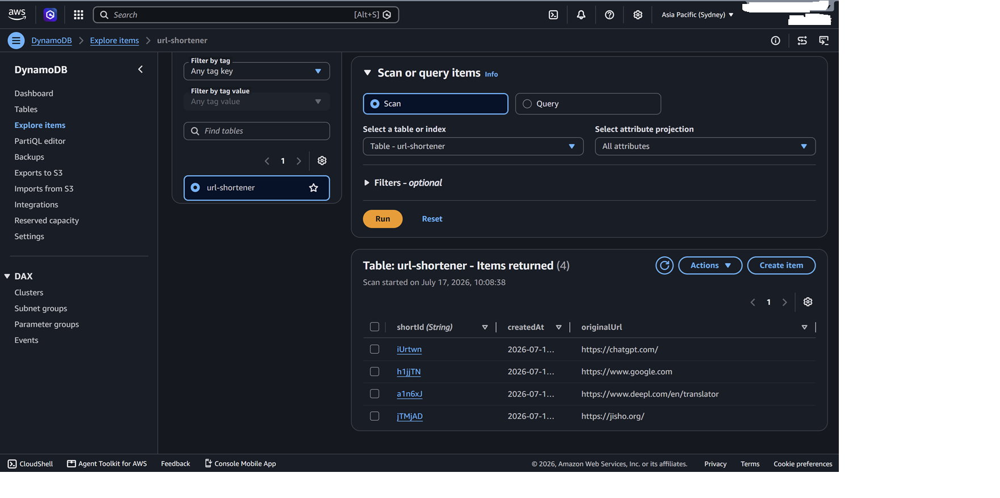 aws
Search [Alt+S]
Asia Pacific (Sydney)
DynamoDB
Explore items
url-shortener
DynamoDB
Dashboard
Tables
Explore items
PartiQL editor
Backups
Exports to S3
Imports from S3
Integrations
Reserved capacity
Settings
DAX
Clusters
Subnet groups
Parameter groups
Events
Filter by tag
Any tag key
Filter by tag value
Any tag value
Find tables
1
url-shortener
Scan or query items Info
Scan
Query
Select a table or index
Table - url-shortener
Select attribute projection
All attributes
Filters - optional
Run
Reset
Table: url-shortener - Items returned (4)
Scan started on July 17, 2026, 10:08:38
Actions
Create item
1
shortId (String) createdAt originalUrl
iUrtwn 2026-07-1... https://chatgpt.com/
h1jjTN 2026-07-1... https://www.google.com
a1n6xJ 2026-07-1... https://www.deepl.com/en/translator
jTMjAD 2026-07-1... https://jisho.org/
CloudShell
Agent Toolkit for AWS
Feedback
Console Mobile App
© 2026, Amazon Web Services, Inc. or its affiliates.
Privacy
Terms
Cookie preferences